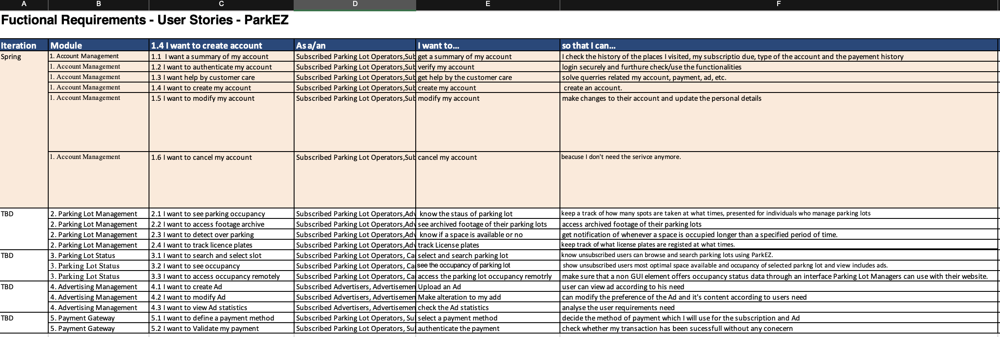 A B C D E F
Fuctional Requirements - User Stories - ParkEZ
Iteration Module 1.4 I want to create account As a/an I want to... so that I can...
Spring 1. Account Management 1.1 I want a summary of my account Subscribed Parking Lot Operators,Sub get a summary of my account I check the history of the places I visited, my subscriptio due, type of the account and the payement history
1. Account Management 1.2 I want to authenticate my account Subscribed Parking Lot Operators,Sub verify my account login securely and furthure check/use the functionalities
1. Account Management 1.3 I want help by customer care Subscribed Parking Lot Operators,Sub get help by the customer care solve querries related my account, payment, ad, etc.
1. Account Management 1.4 I want to create my account Subscribed Parking Lot Operators,Sub create my account create an account.
1. Account Management 1.5 I want to modify my account Subscribed Parking Lot Operators,Sub modify my account make changes to their account and update the personal details
1. Account Management 1.6 I want to cancel my account Subscribed Parking Lot Operators,Sub cancel my account beacuse I don't need the serivce anymore.
TBD 2. Parking Lot Management 2.1 I want to see parking occupancy Subscribed Parking Lot Operators,Adv know the staus of parking lot keep a track of how many spots are taken at what times, presented for individuals who manage parking lots
2. Parking Lot Management 2.2 I want to access footage archive Subscribed Parking Lot Operators,Adv see archived footage of their parking lots access archived footage of their parking lots
2. Parking Lot Management 2.3 I want to detect over parking Subscribed Parking Lot Operators,Adv know if a space is available or no get notification of whenever a space is occupied longer than a specified period of time.
2. Parking Lot Management 2.4 I want to track licence plates Subscribed Parking Lot Operators,Adv track License plates keep track of what license plates are registed at what times.
TBD 3. Parking Lot Status 3.1 I want to search and select slot Subscribed Parking Lot Operators, Car select and search parking lot know unsubscribed users can browse and search parking lots using ParkEZ.
3. Parking Lot Status 3.2 I want to see occupancy Subscribed Parking Lot Operators, Car see the occupancy of parking lot show unsubscribed users most optimal space available and occupancy of selected parkng lot and view includes ads.
3. Parking Lot Status 3.3 I want to access occupancy remotely Subscribed Parking Lot Operators, Car access the parking lot occupancy remotrly make sure that a non GUI element offers occupancy status data through an interface Parking Lot Managers can use with their website.
TBD 4. Advertising Management 4.1 I want to create Ad Subscribed Advertisers, Advertisemen Upload an Ad user can view ad according to his need
4. Advertising Management 4.2 I want to modify Ad Subscribed Advertisers, Advertisemen Make alteration to my add can modify the preference of the Ad and it's content according to users need
4. Advertising Management 4.3 I want to view Ad statistics Subscribed Advertisers, Advertisemen check the Ad statistics analyse the user requirements need
TBD 5. Payment Gateway 5.1 I want to define a payment method Subscribed Parking Lot Operators, Sul select a payment method decide the method of payment which I will use for the subscription and Ad
5. Payment Gateway 5.2 I want to Validate my payment Subscribed Parking Lot Operators, Sul authenticate the payment check whether my transaction has been sucessfull without any conecern